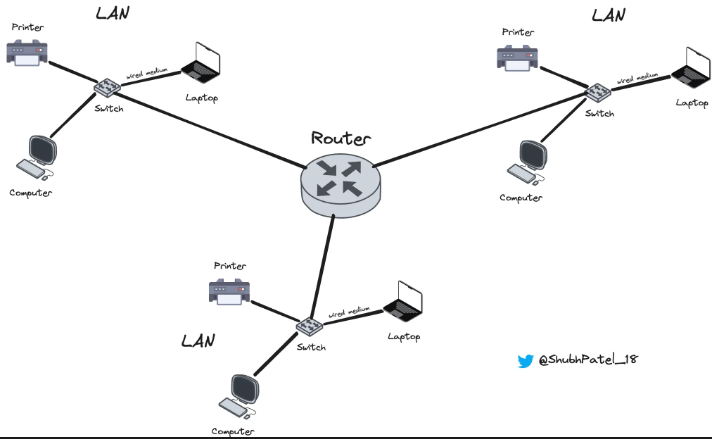 LAN
Printer
wired medium
Laptop
Switch
Computer
LAN
Printer
wired medium
Laptop
Switch
Computer
Router
Printer
wired medium
LAN
Switch
Laptop
Computer
@ShubhPatel_18